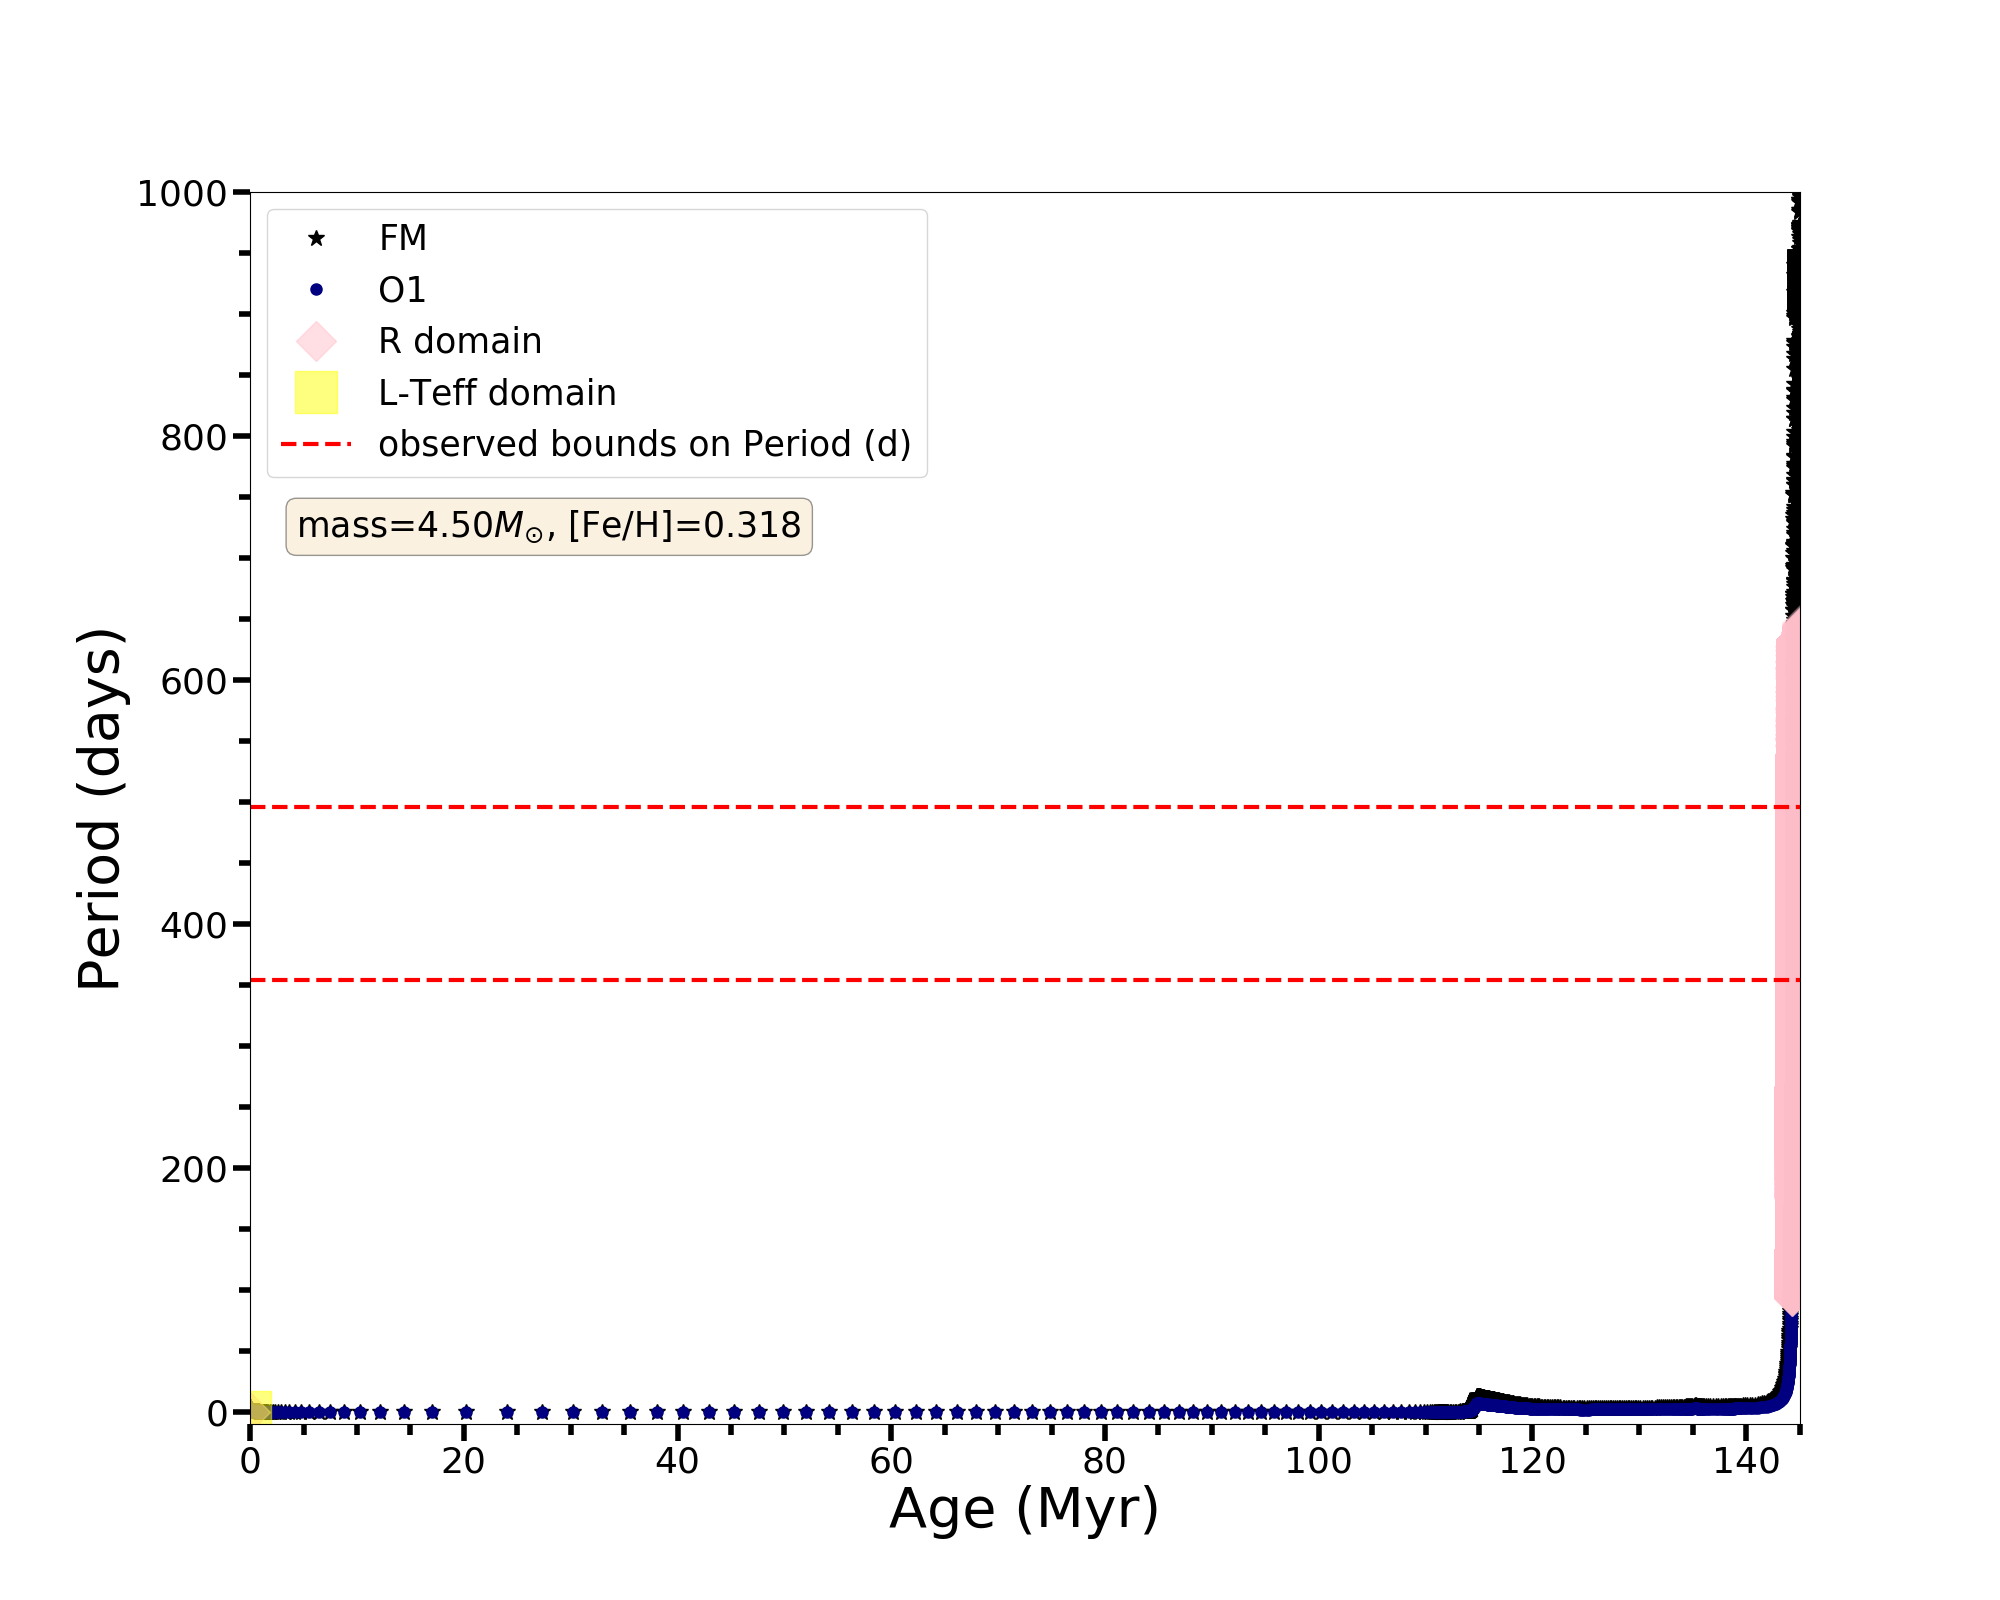 1000
800
600
400
200
0
Period (days)
FM
O1
R domain
L-Teff domain
observed bounds on Period (d)
mass=4.50M☉, [Fe/H]=0.318
0 20 40 60 80 100 120 140
Age (Myr)